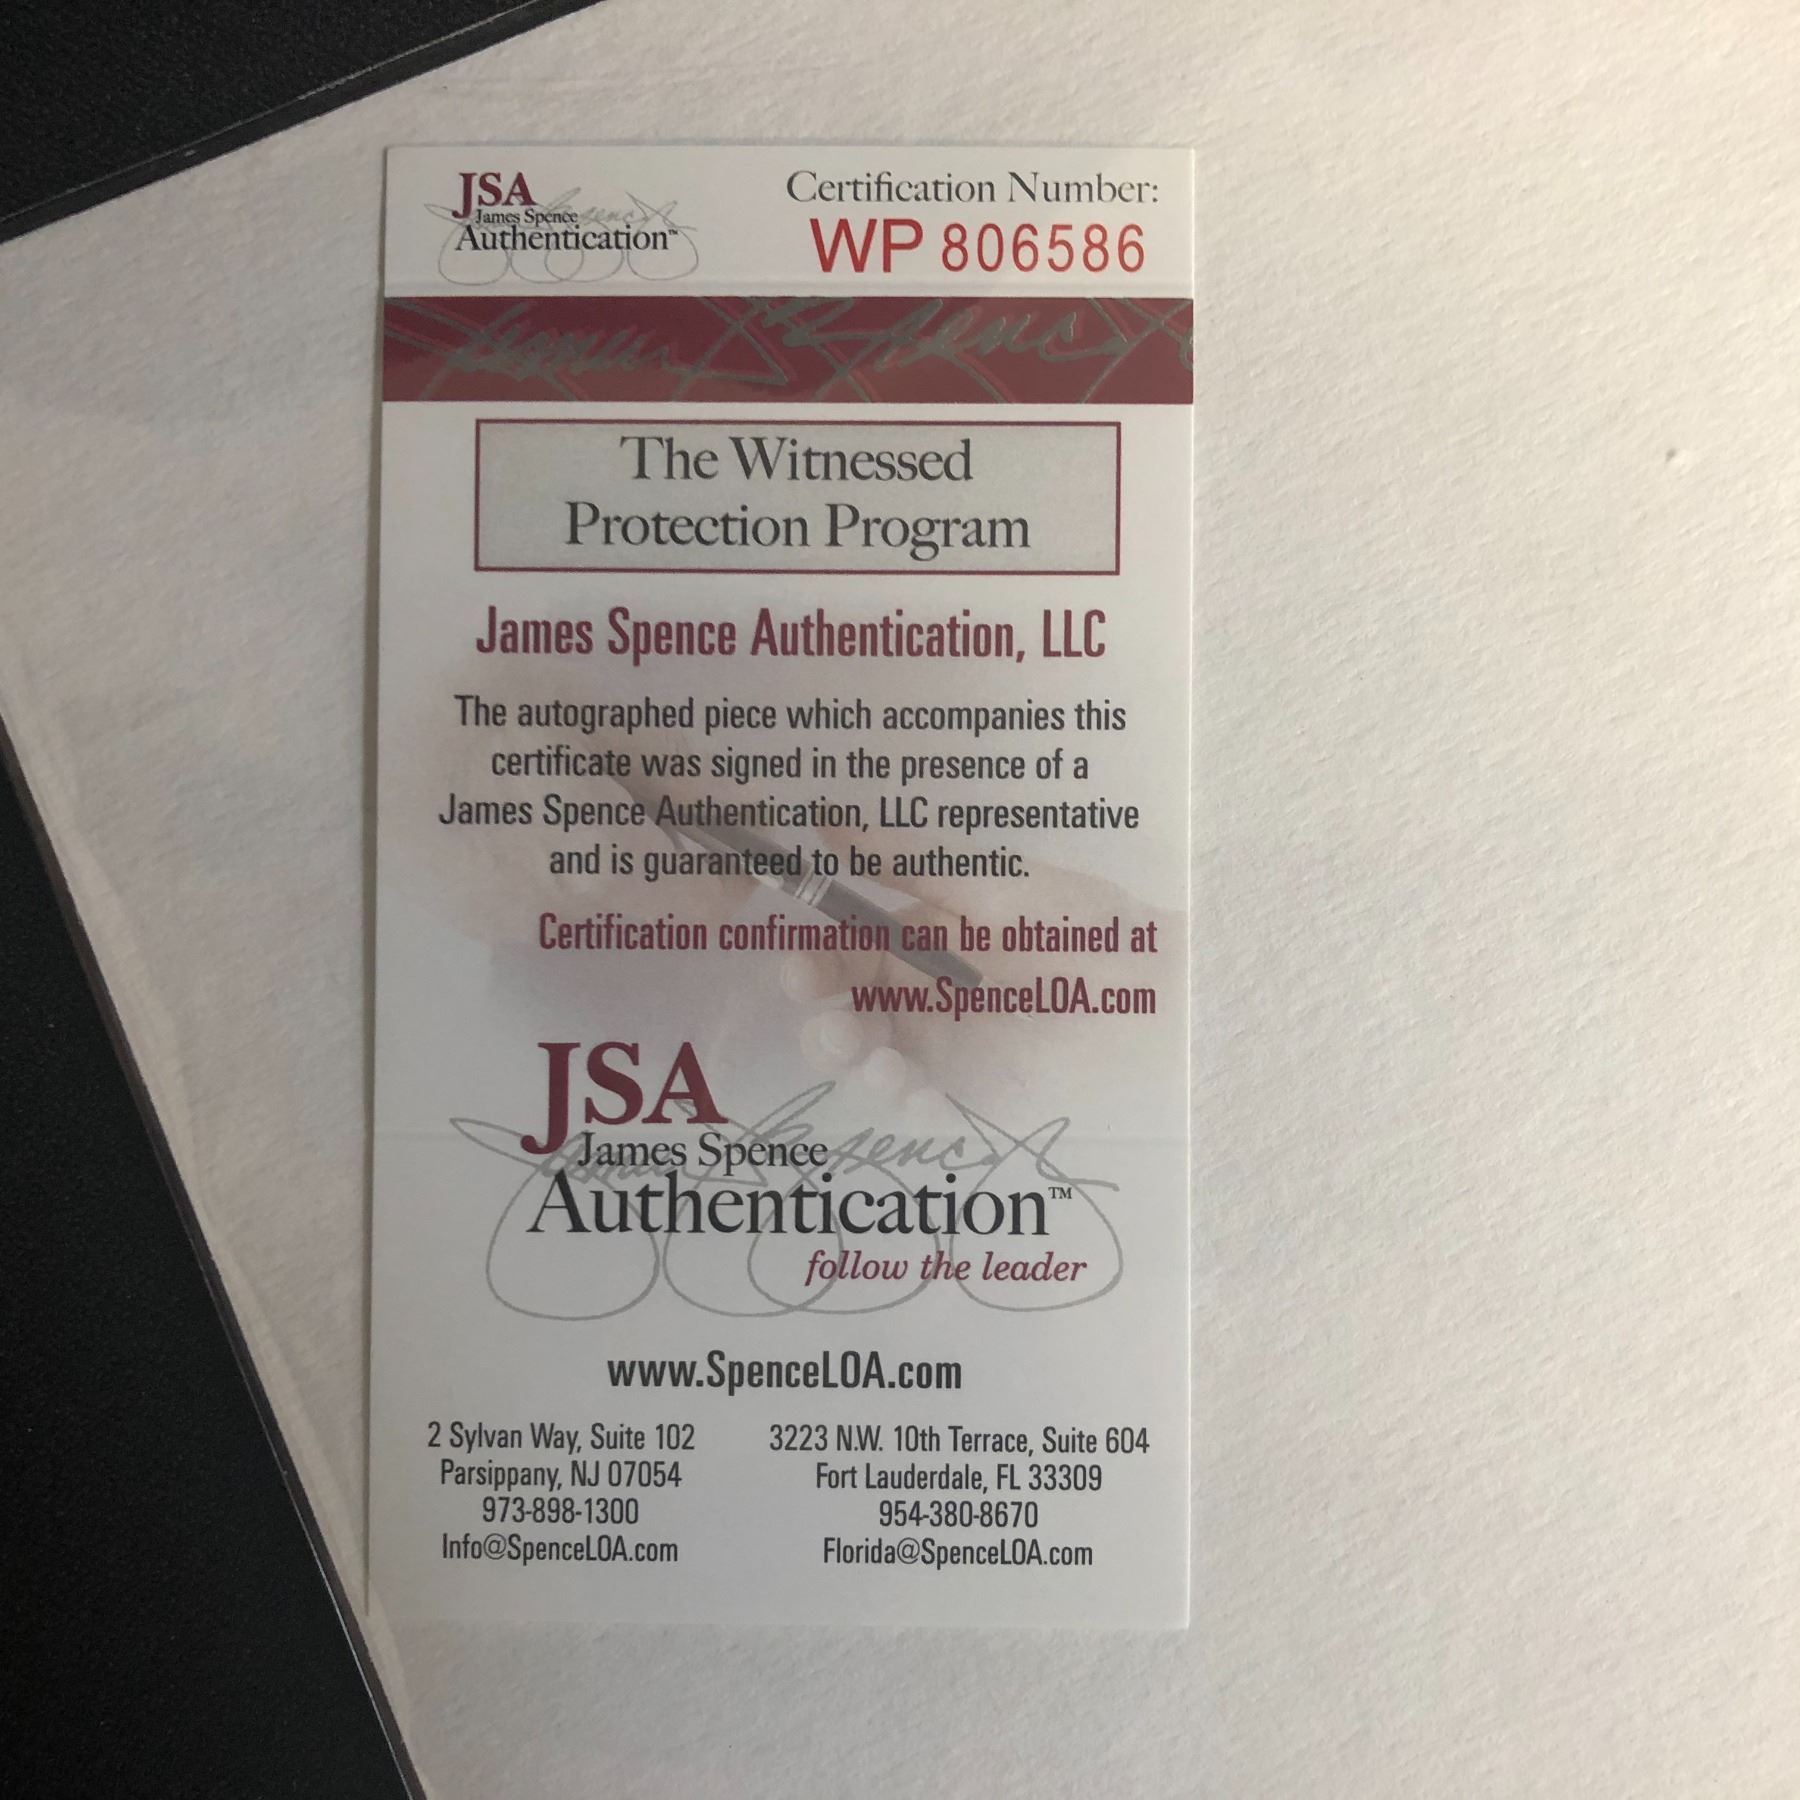 JSA
James Spence
Authentication™
Certification Number:
WP 806586
The Witnessed
Protection Program
James Spence Authentication, LLC
The autographed piece which accompanies this
certificate was signed in the presence of a
James Spence Authentication, LLC representative
and is guaranteed to be authentic.
Certification confirmation can be obtained at
www.SpenceLOA.com
JSA
James Spence
Authentication™
follow the leader
www.SpenceLOA.com
2 Sylvan Way, Suite 102
Parsippany, NJ 07054
973-898-1300
Info@SpenceLOA.com
3223 N.W. 10th Terrace, Suite 604
Fort Lauderdale, FL 33309
954-380-8670
Florida@SpenceLOA.com